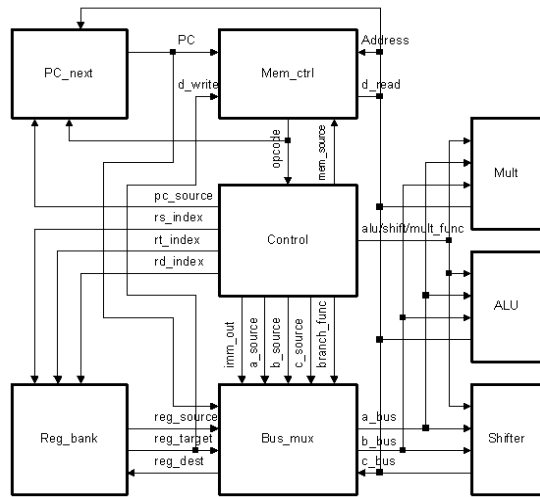 PC
Address
PC_next
Mem_ctrl
d_write
d_read
opcode
mem_source
Mult
pc_source
rs_index
rt_index
rd_index
Control
alu/shift/mult_func
ALU
imm_out
a_source
b_source
c_source
branch_func
reg_source
reg_target
reg_dest
Reg_bank
Bus_mux
a_bus
b_bus
c_bus
Shifter